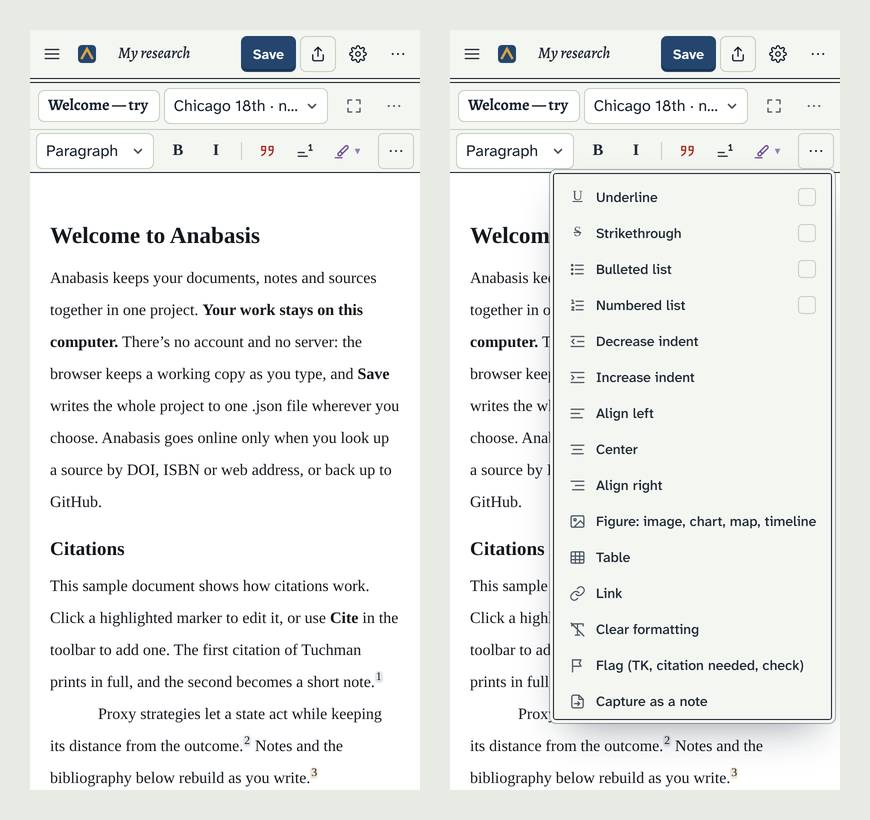 My research
Save
Welcome — try
Chicago 18th · n...
Paragraph
B
I
1
Welcome to Anabasis
Anabasis keeps your documents, notes and sources
together in one project. Your work stays on this
computer. There’s no account and no server: the
browser keeps a working copy as you type, and Save
writes the whole project to one .json file wherever you
choose. Anabasis goes online only when you look up
a source by DOI, ISBN or web address, or back up to
GitHub.
Citations
This sample document shows how citations work.
Click a highlighted marker to edit it, or use Cite in the
toolbar to add one. The first citation of Tuchman
prints in full, and the second becomes a short note.1
Proxy strategies let a state act while keeping
its distance from the outcome.2 Notes and the
bibliography below rebuild as you write.3
My research
Save
Welcome — try
Chicago 18th · n...
Paragraph
B
I
1
Welcom
Anabasis kee
together in o
computer. T
browser keep
writes the wh
choose. Anab
a source by I
GitHub.
Citations
This sample
Click a highl
toolbar to ad
prints in full
Proxy
its distance from the outcome.2 Notes and the
bibliography below rebuild as you write.3
U Underline
S Strikethrough
Bulleted list
Numbered list
Decrease indent
Increase indent
Align left
Center
Align right
Figure: image, chart, map, timeline
Table
Link
Clear formatting
Flag (TK, citation needed, check)
Capture as a note